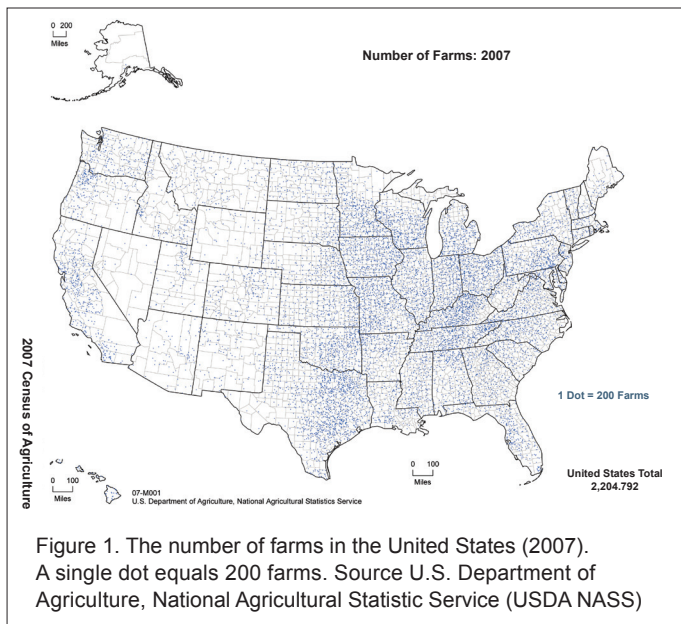 0 200
Miles
Number of Farms: 2007
2007 Census of Agriculture
1 Dot = 200 Farms
0 100
Miles
07-M001
U.S. Department of Agriculture, National Agricultural Statistics Service
0 100
Miles
United States Total
2,204.792
Figure 1. The number of farms in the United States (2007).
A single dot equals 200 farms. Source U.S. Department of
Agriculture, National Agricultural Statistic Service (USDA NASS)